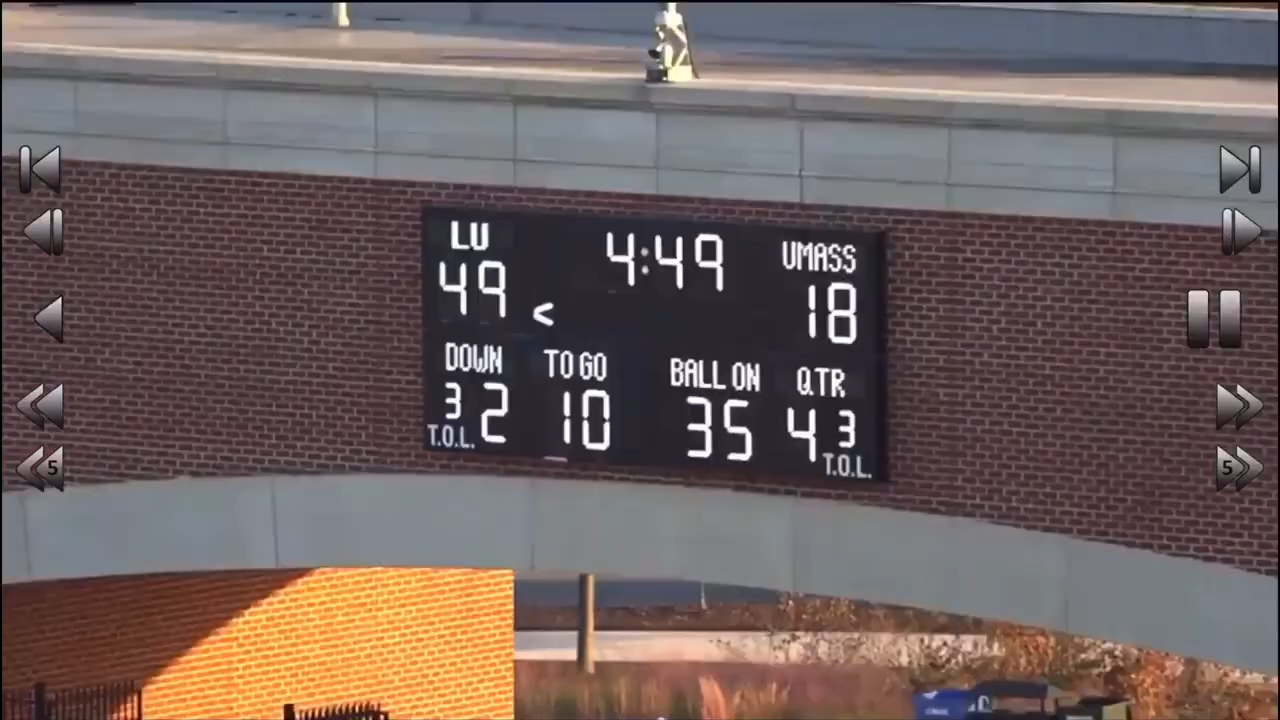 LU 4:49 UMASS
49 < 18
DOWN TO GO BALL ON QTR
3 2 10 35 4 3
T.O.L. T.O.L.
5 5